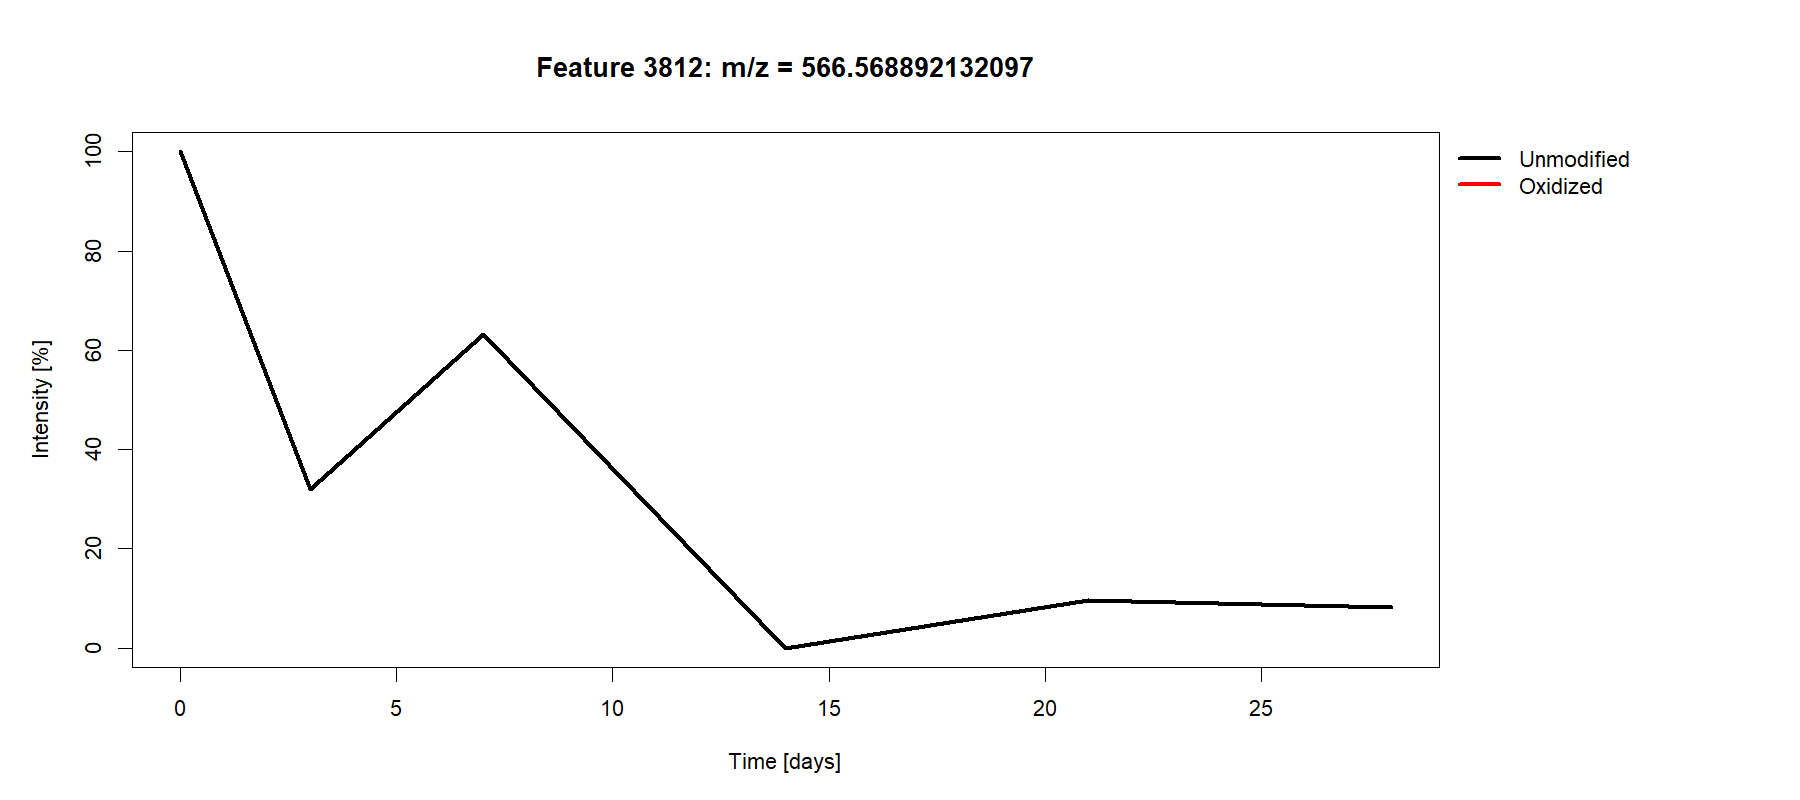 Feature 3812: m/z = 566.568892132097
Unmodified
Oxidized
Intensity [%]
100
80
60
40
20
0
0 5 10 15 20 25
Time [days]